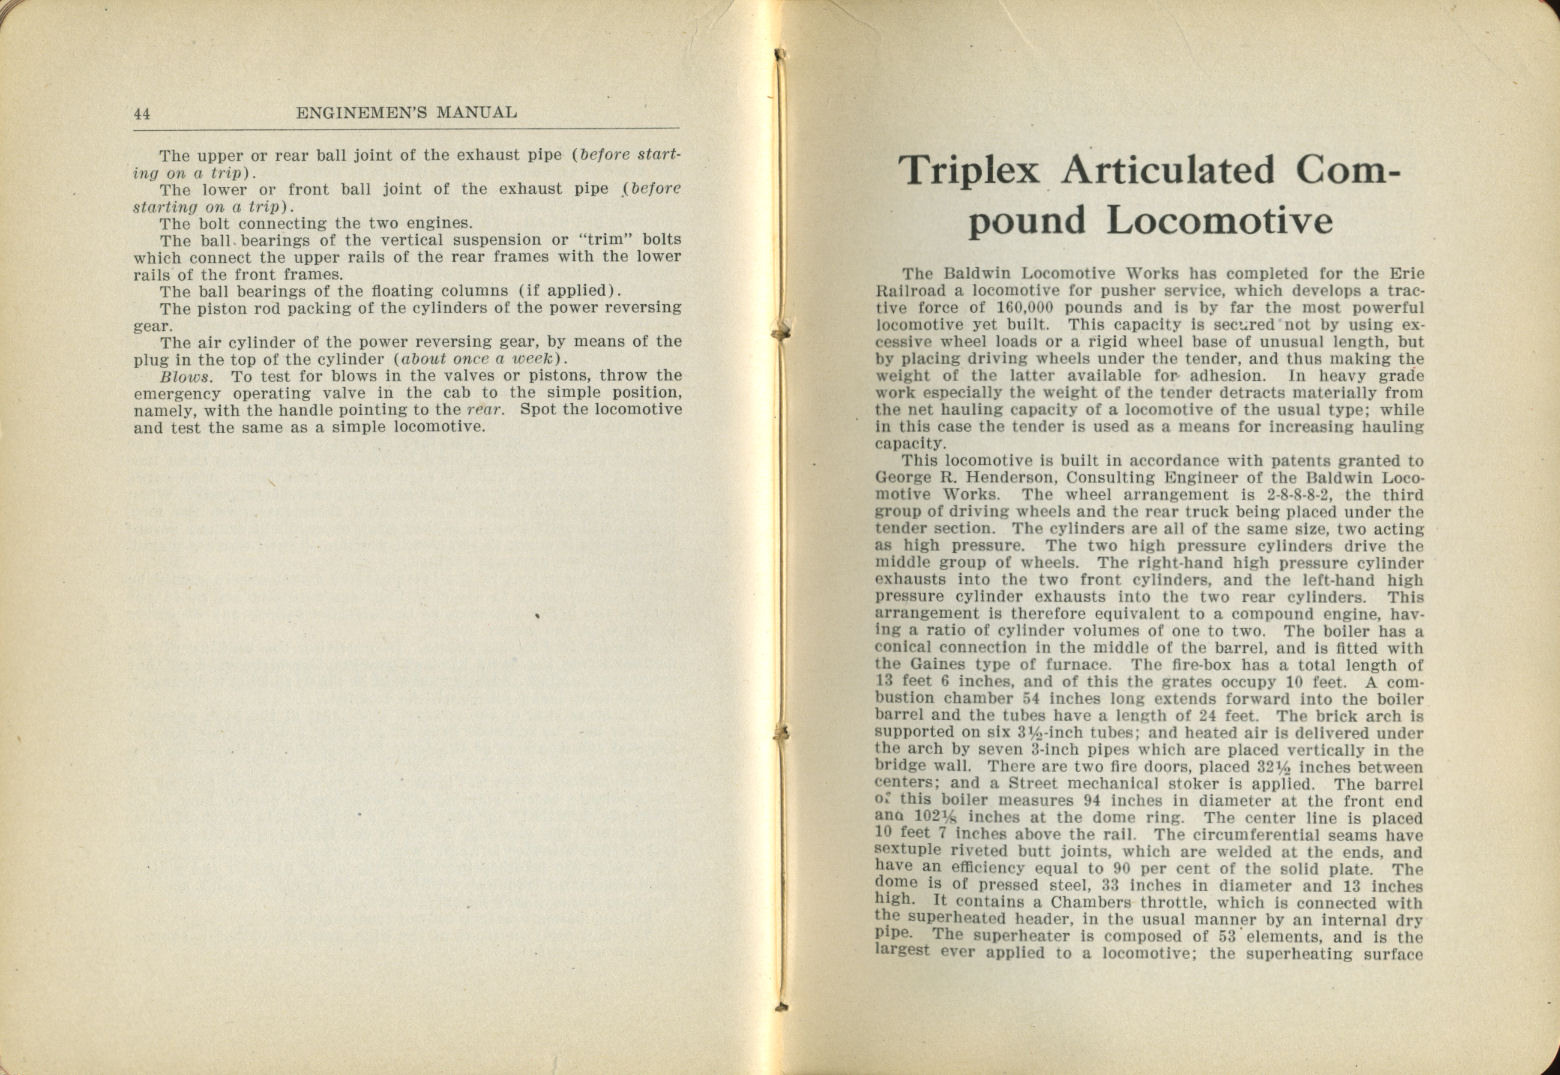 44 ENGINEMEN'S MANUAL
The upper or rear ball joint of the exhaust pipe (before start-
ing on a trip).
The lower or front ball joint of the exhaust pipe (before
starting on a trip).
The bolt connecting the two engines.
The ball bearings of the vertical suspension or "trim" bolts
which connect the upper rails of the rear frames with the lower
rails of the front frames.
The ball bearings of the floating columns (if applied).
The piston rod packing of the cylinders of the power reversing
gear.
The air cylinder of the power reversing gear, by means of the
plug in the top of the cylinder (about once a week).
Blows. To test for blows in the valves or pistons, throw the
emergency operating valve in the cab to the simple position,
namely, with the handle pointing to the rear. Spot the locomotive
and test the same as a simple locomotive.
Triplex Articulated Com-
pound Locomotive
The Baldwin Locomotive Works has completed for the Erie
Railroad a locomotive for pusher service, which develops a trac-
tive force of 160,000 pounds and is by far the most powerful
locomotive yet built. This capacity is secured not by using ex-
cessive wheel loads or a rigid wheel base of unusual length, but
by placing driving wheels under the tender, and thus making the
weight of the latter available for adhesion. In heavy grade
work especially the weight of the tender detracts materially from
the net hauling capacity of a locomotive of the usual type; while
in this case the tender is used as a means for increasing hauling
capacity.
This locomotive is built in accordance with patents granted to
George R. Henderson, Consulting Engineer of the Baldwin Loco-
motive Works. The wheel arrangement is 2-8-8-8-2, the third
group of driving wheels and the rear truck being placed under the
tender section. The cylinders are all of the same size, two acting
as high pressure. The two high pressure cylinders drive the
middle group of wheels. The right-hand high pressure cylinder
exhausts into the two front cylinders, and the left-hand high
pressure cylinder exhausts into the two rear cylinders. This
arrangement is therefore equivalent to a compound engine, hav-
ing a ratio of cylinder volumes of one to two. The boiler has a
conical connection in the middle of the barrel, and is fitted with
the Gaines type of furnace. The fire-box has a total length of
13 feet 6 inches, and of this the grates occupy 10 feet. A com-
bustion chamber 54 inches long extends forward into the boiler
barrel and the tubes have a length of 24 feet. The brick arch is
supported on six 3½-inch tubes; and heated air is delivered under
the arch by seven 3-inch pipes which are placed vertically in the
bridge wall. There are two fire doors, placed 32½ inches between
centers; and a Street mechanical stoker is applied. The barrel
of this boiler measures 94 inches in diameter at the front end
and 102⅛ inches at the dome ring. The center line is placed
10 feet 7 inches above the rail. The circumferential seams have
sextuple riveted butt joints, which are welded at the ends, and
have an efficiency equal to 90 per cent of the solid plate. The
dome is of pressed steel, 33 inches in diameter and 13 inches
high. It contains a Chambers throttle, which is connected with
the superheated header, in the usual manner by an internal dry
pipe. The superheater is composed of 53 elements, and is the
largest ever applied to a locomotive; the superheating surface